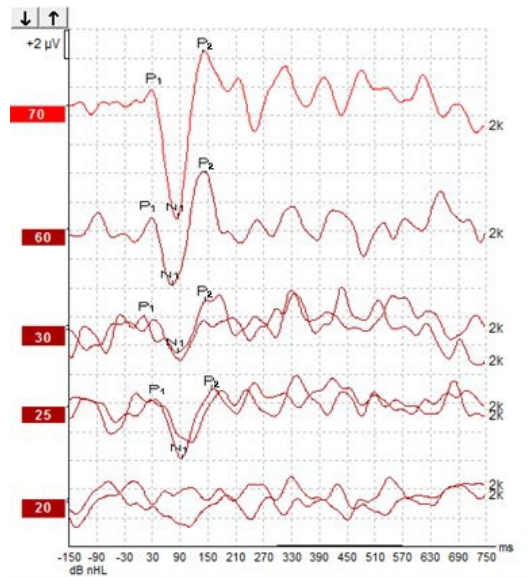 ↓ ↑
+2 µV
P₁ P₂
70
2k
N₁
P₂
P₁
60
2k
N₁
P₁ P₂
30
2k
N₁
2k
P₁ P₂
25
2k
2k
N₁
2k
2k
20
ms
-150 -90 -30 30 90 150 210 270 330 390 450 510 570 630 690 750
dB nHL